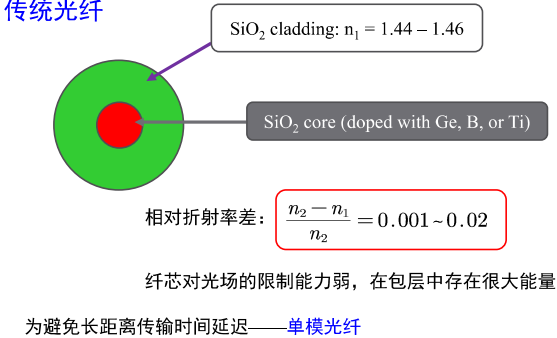 传统光纤
SiO₂ cladding: n₁ = 1.44 – 1.46
SiO₂ core (doped with Ge, B, or Ti)
相对折射率差： (n₂ − n₁)/n₂ = 0.001~0.02
纤芯对光场的限制能力弱，在包层中存在很大能量
为避免长距离传输时间延迟——单模光纤